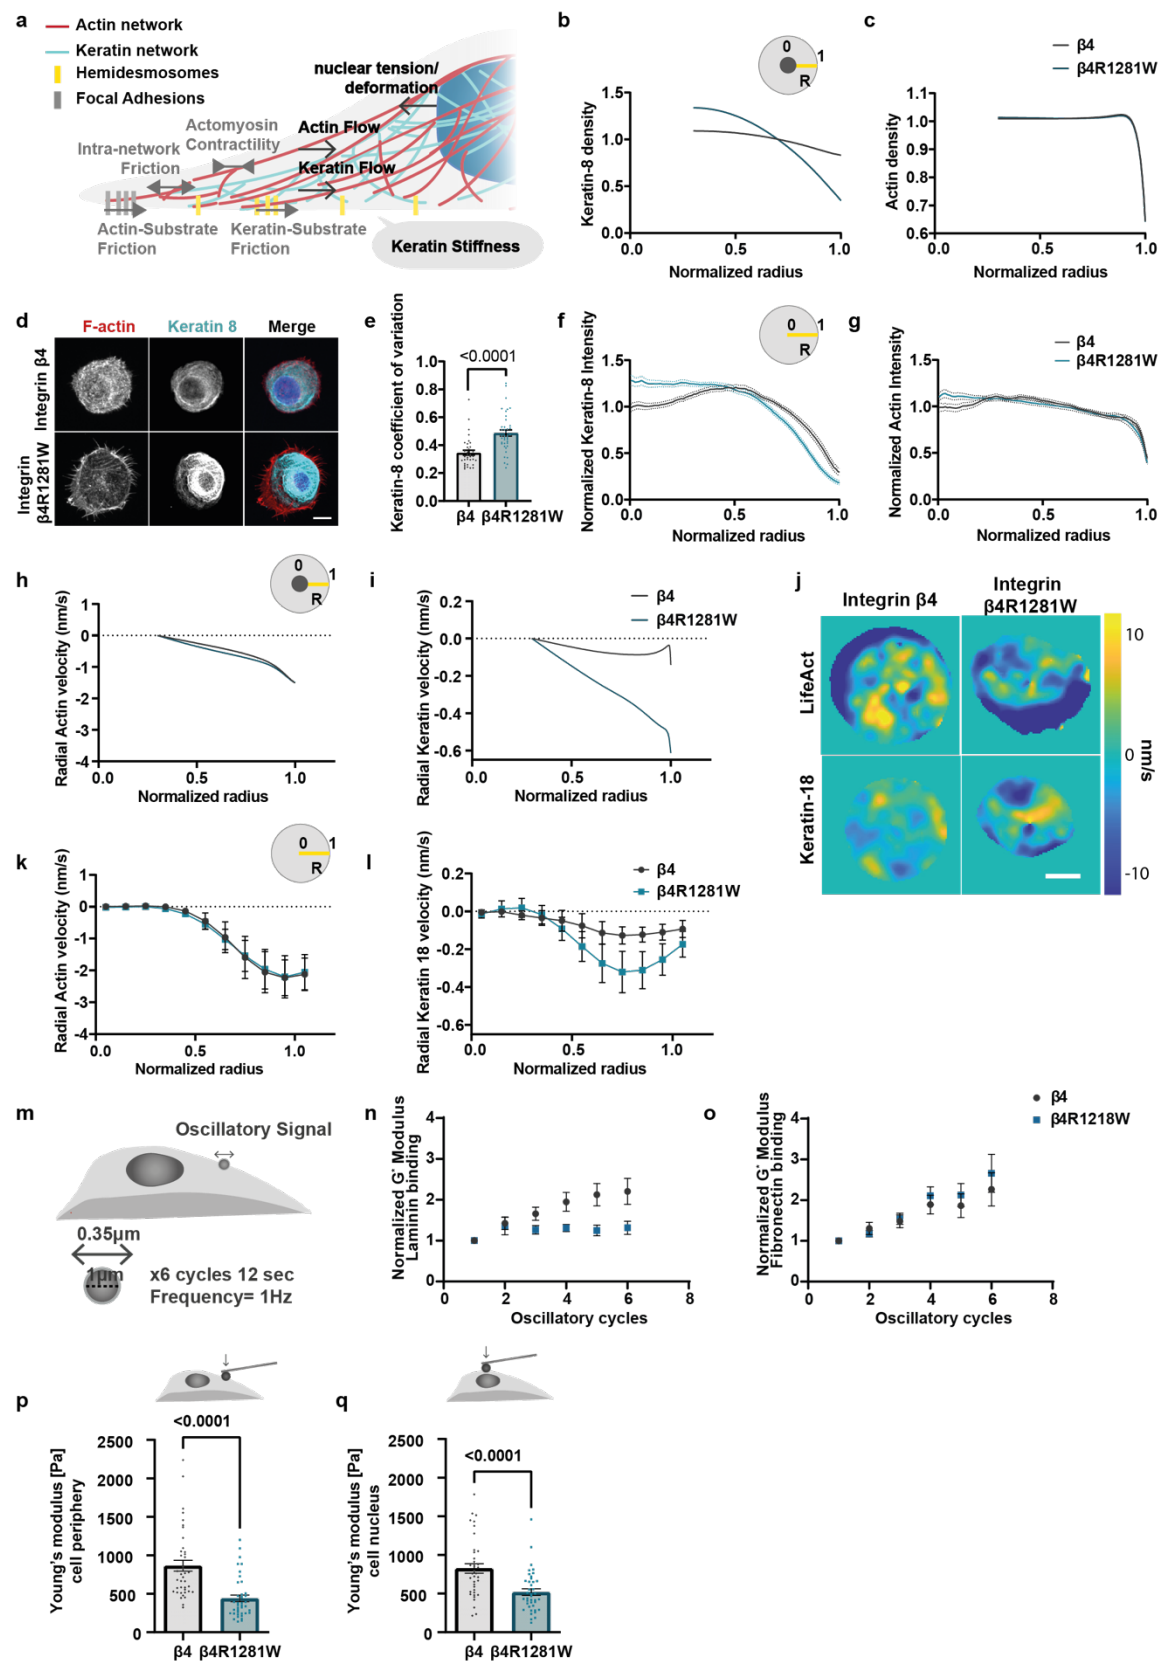 a
Actin network
Keratin network
Hemidesmosomes
Focal Adhesions
nuclear tension/
deformation
Actomyosin
Contractility
Actin Flow
Intra-network
Friction
Keratin Flow
Actin-Substrate
Friction
Keratin-Substrate
Friction
Keratin Stiffness
b
0
1
R
Keratin-8 density
1.5
1.0
0.5
0.0
0.0
0.5
1.0
Normalized radius
c
β4
β4R1281W
Actin density
1.1
1.0
0.9
0.8
0.7
0.6
0.0
0.5
1.0
Normalized radius
d
F-actin
Keratin 8
Merge
Integrin β4
Integrin
β4R1281W
e
Keratin-8 coefficient of variation
<0.0001
1.0
0.8
0.6
0.4
0.2
0.0
β4
β4R1281W
f
0
1
R
Normalized Keratin-8 Intensity
1.5
1.0
0.5
0.0
0.0
0.5
1.0
Normalized radius
g
β4
β4R1281W
Normalized Actin Intensity
1.5
1.0
0.5
0.0
0.0
0.5
1.0
Normalized radius
h
0
1
R
Radial Actin velocity (nm/s)
1
0
-1
-2
-3
-4
0.0
0.5
1.0
Normalized radius
i
β4
β4R1281W
Radial Keratin velocity (nm/s)
0.2
0.0
-0.2
-0.4
-0.6
0.0
0.5
1.0
Normalized radius
j
Integrin β4
Integrin
β4R1281W
LifeAct
Keratin-18
10
0
-10
nm/s
k
0
1
R
Radial Actin velocity (nm/s)
1
0
-1
-2
-3
-4
0.0
0.5
1.0
Normalized radius
l
β4
β4R1281W
Radial Keratin 18 velocity (nm/s)
0.2
0.0
-0.2
-0.4
-0.6
0.0
0.5
1.0
Normalized radius
m
Oscillatory Signal
0.35μm
1μm
x6 cycles 12 sec
Frequency= 1Hz
n
Normalized G' Modulus
Laminin binding
4
3
2
1
0
0
2
4
6
8
Oscillatory cycles
o
β4
β4R1218W
Normalized G' Modulus
Fibronectin binding
4
3
2
1
0
0
2
4
6
8
Oscillatory cycles
p
<0.0001
Young's modulus [Pa]
cell periphery
2500
2000
1500
1000
500
0
β4
β4R1281W
q
<0.0001
Young's modulus [Pa]
cell nucleus
2500
2000
1500
1000
500
0
β4
β4R1281W